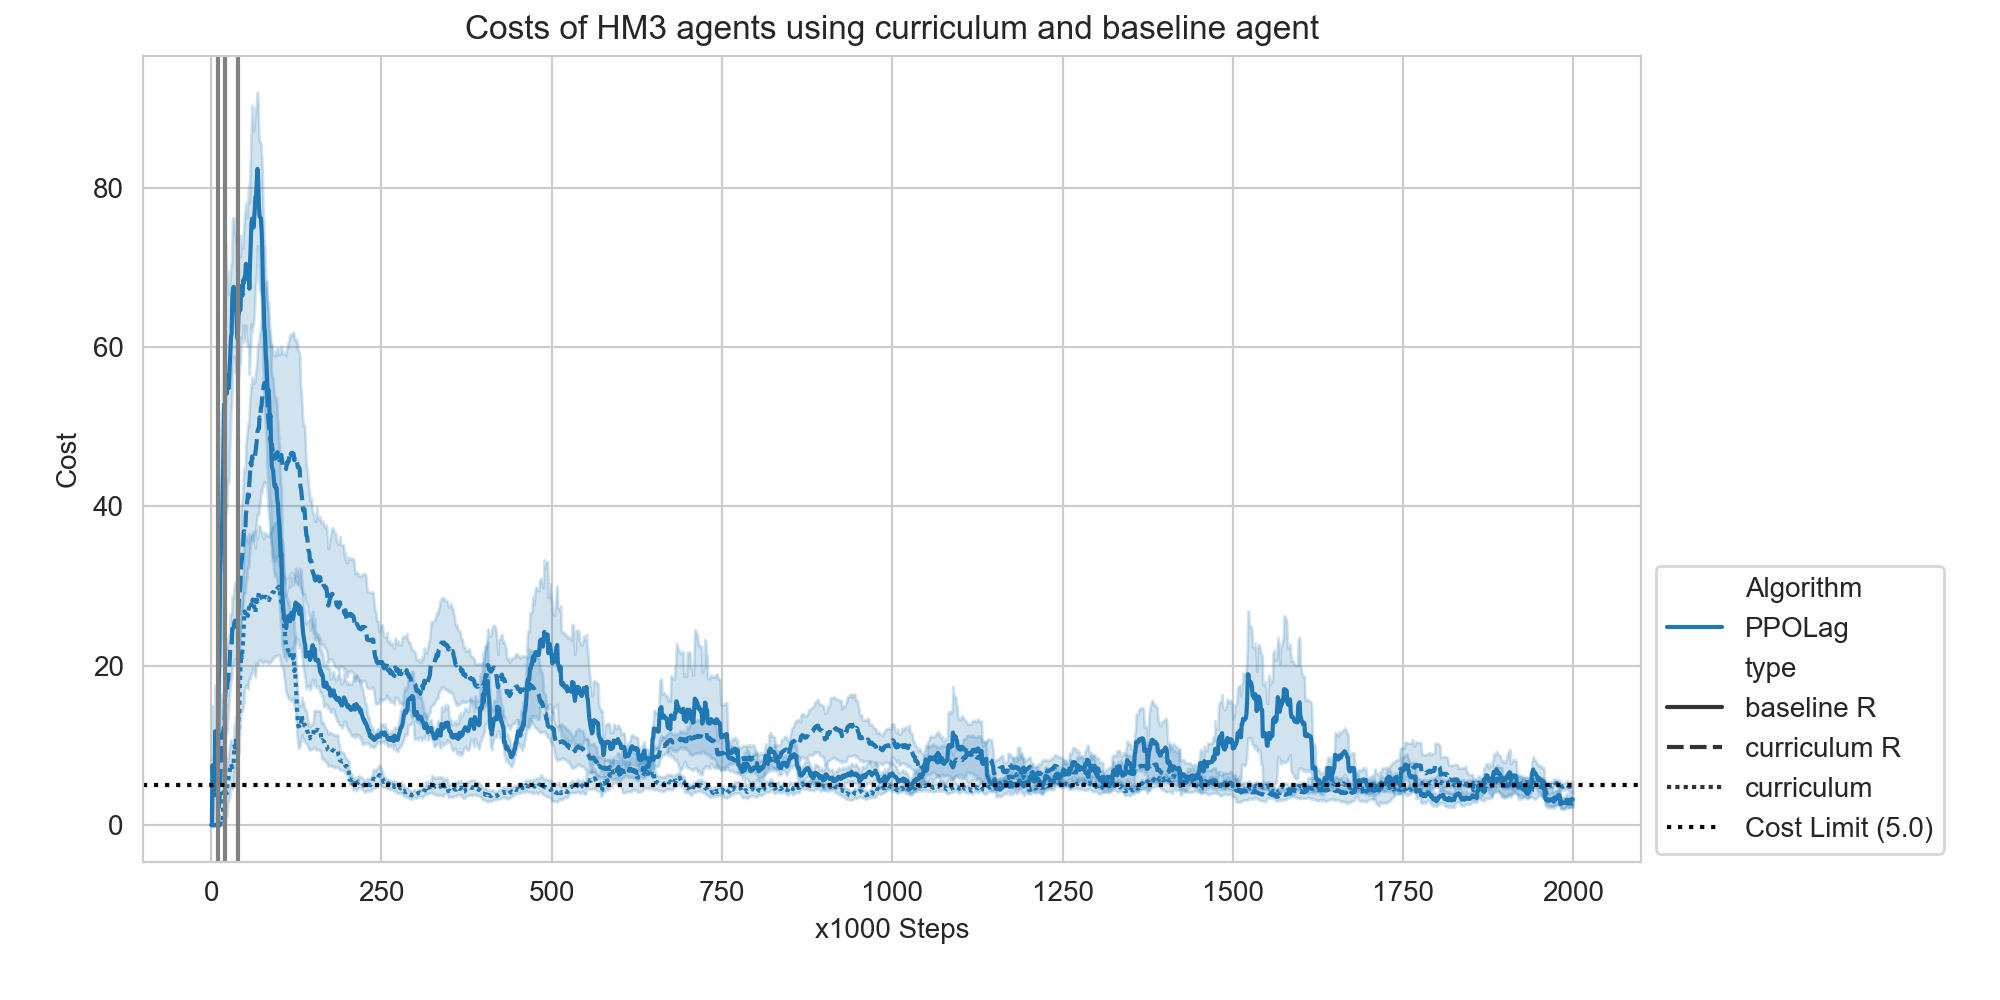 Costs of HM3 agents using curriculum and baseline agent
80
60
40
20
0
Cost
0 250 500 750 1000 1250 1500 1750 2000
x1000 Steps
Algorithm
PPOLag
type
baseline R
curriculum R
curriculum
Cost Limit (5.0)